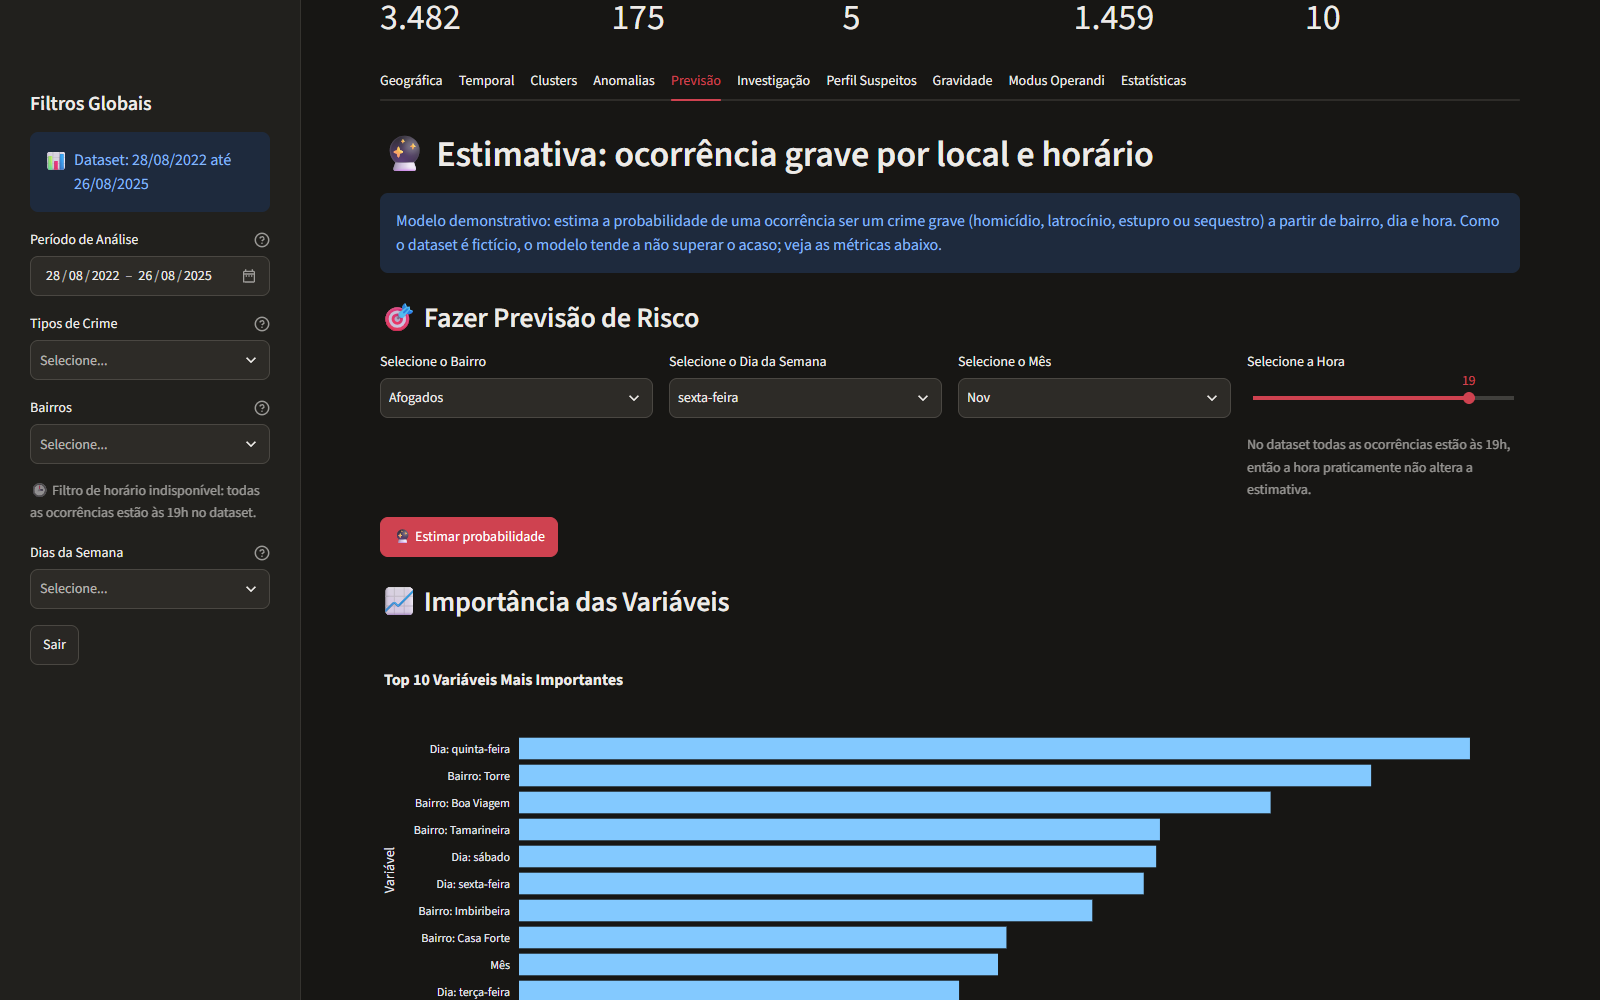 3.482 175 5 1.459 10
Geográfica Temporal Clusters Anomalias Previsão Investigação Perfil Suspeitos Gravidade Modus Operandi Estatísticas
Filtros Globais
Dataset: 28/08/2022 até
26/08/2025
Período de Análise
28/08/2022 – 26/08/2025
Tipos de Crime
Selecione...
Bairros
Selecione...
Filtro de horário indisponível: todas
as ocorrências estão às 19h no dataset.
Dias da Semana
Selecione...
Sair
Estimativa: ocorrência grave por local e horário
Modelo demonstrativo: estima a probabilidade de uma ocorrência ser um crime grave (homicídio, latrocínio, estupro ou sequestro) a partir de bairro, dia e hora. Como
o dataset é fictício, o modelo tende a não superar o acaso; veja as métricas abaixo.
Fazer Previsão de Risco
Selecione o Bairro
Afogados
Selecione o Dia da Semana
sexta-feira
Selecione o Mês
Nov
Selecione a Hora
19
No dataset todas as ocorrências estão às 19h,
então a hora praticamente não altera a
estimativa.
Estimar probabilidade
Importância das Variáveis
Top 10 Variáveis Mais Importantes
Variável
Dia: quinta-feira
Bairro: Torre
Bairro: Boa Viagem
Bairro: Tamarineira
Dia: sábado
Dia: sexta-feira
Bairro: Imbiribeira
Bairro: Casa Forte
Mês
Dia: terça-feira